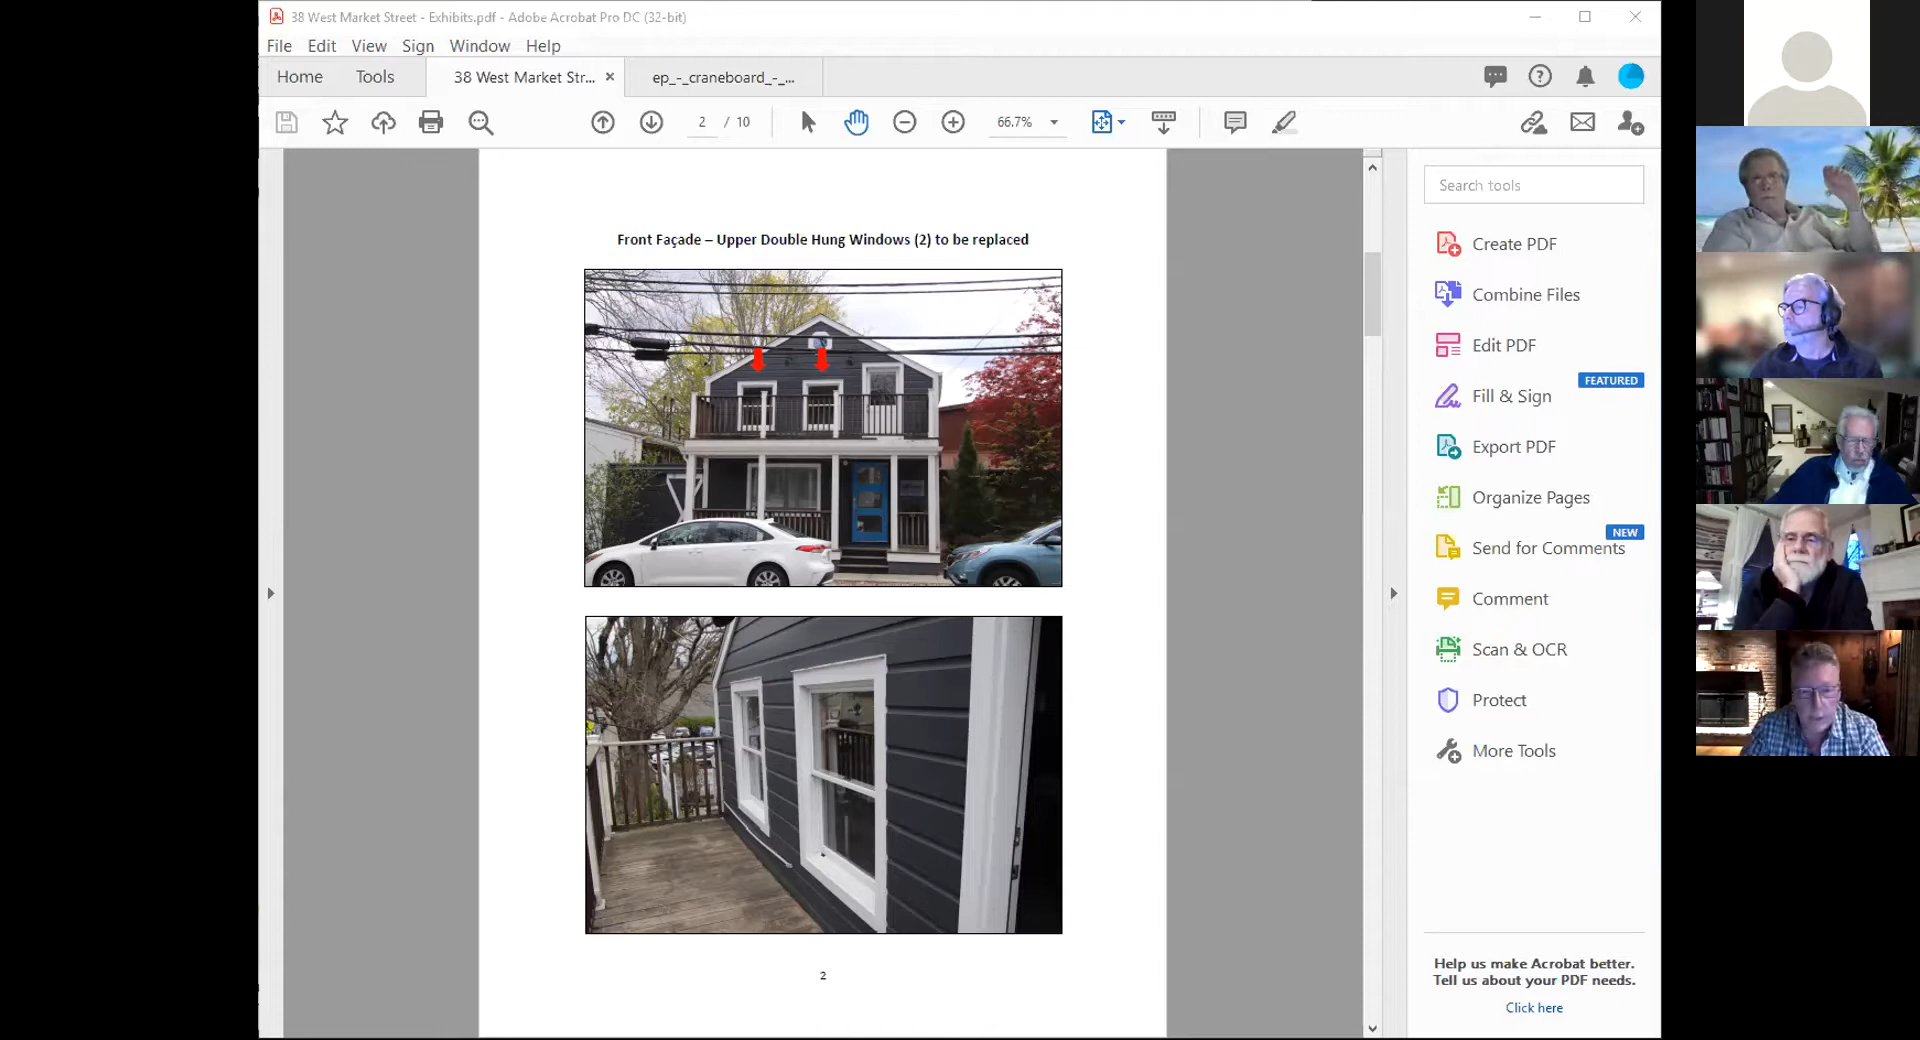 38 West Market Street - Exhibits.pdf - Adobe Acrobat Pro DC (32-bit)
File Edit View Sign Window Help
Home Tools 38 West Market Str... × ep_-_craneboard_-_...
2 / 10 66.7%
Front Façade – Upper Double Hung Windows (2) to be replaced
2
Search tools
Create PDF
Combine Files
Edit PDF
FEATURED
Fill & Sign
Export PDF
Organize Pages
NEW
Send for Comments
Comment
Scan & OCR
Protect
More Tools
Help us make Acrobat better.
Tell us about your PDF needs.
Click here